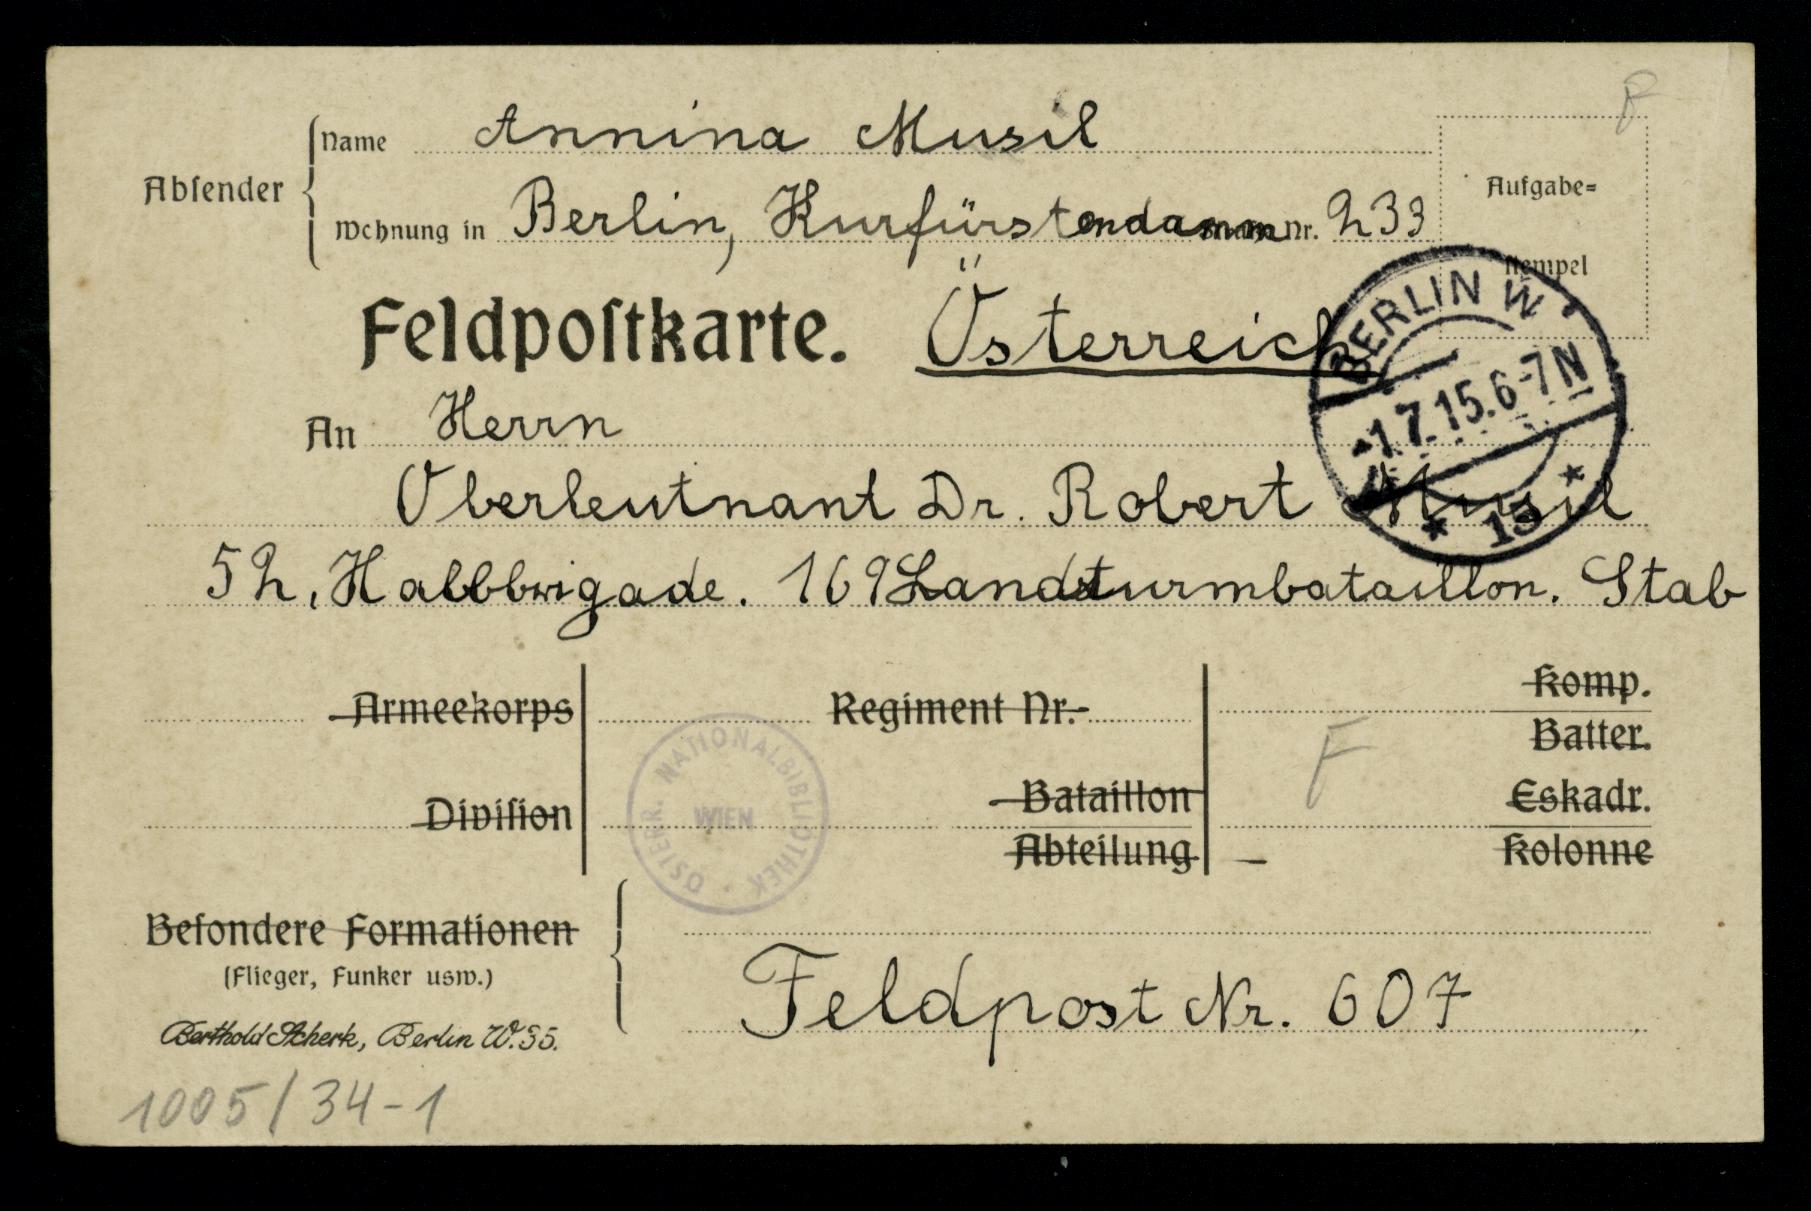 F
Name Annina Musil
Absender
Wohnung in Berlin, Kurfürstendamm Nr. 233
Aufgabe=
Stempel
Feldpostkarte. Österreich
BERLIN W
-1.7.15.6-7N
* 15 *
An Herrn
Oberleutnant Dr. Robert Musil
52, Halbbrigade. 169 Landsturmbataillon. Stab
Armeekorps Regiment Nr. Komp.
Batter.
F
Division Bataillon Eskadr.
Abteilung Kolonne
ÖSTERR. NATIONALBIBLIOTHEK
WIEN
Besondere Formationen
(Flieger, Funker usw.)
Feldpost Nr. 607
Berthold Scherk, Berlin W. 35.
1005/34-1